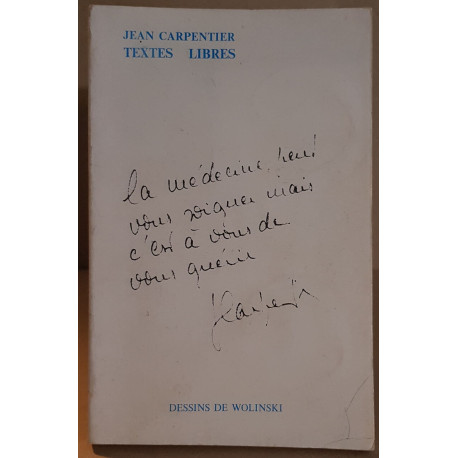 JEAN CARPENTIER
TEXTES LIBRES
la médecine peut
vous soigner mais
c'est à vous de
vous guérir
DESSINS DE WOLINSKI